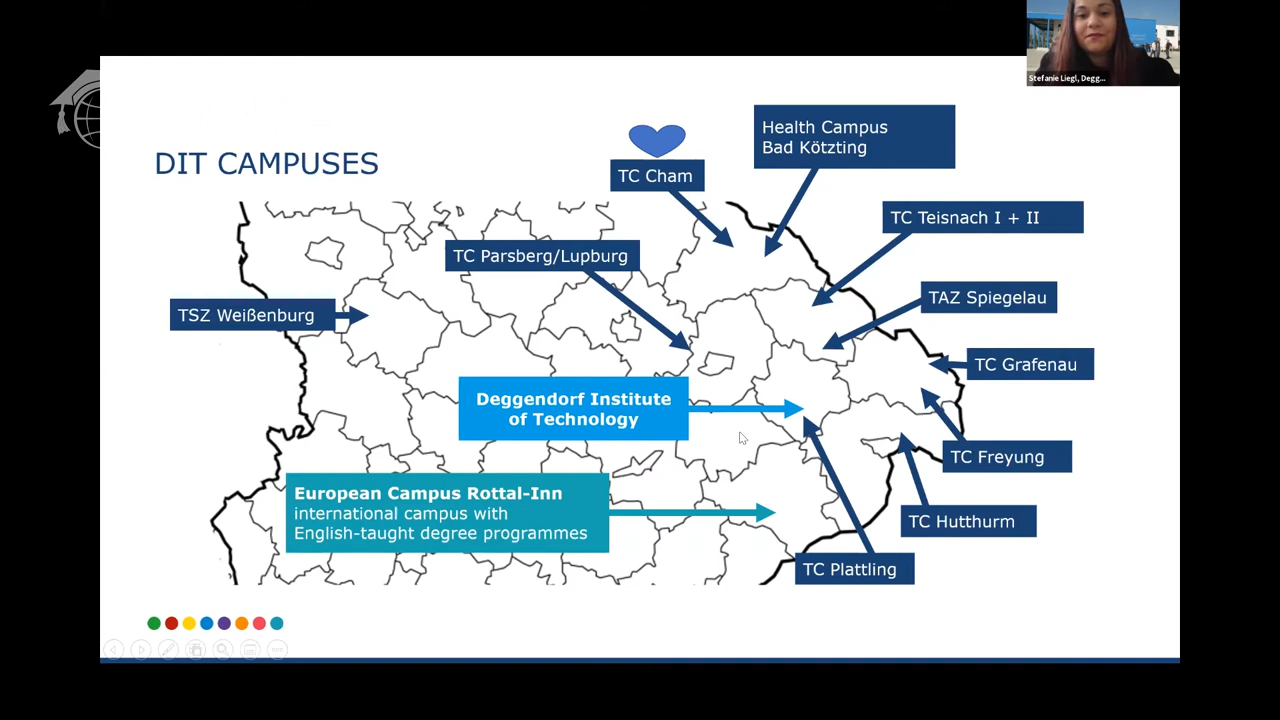 Stefanie Liegl, Degg...
DIT CAMPUSES
Health Campus
Bad Kötzting
TC Cham
TC Teisnach I + II
TC Parsberg/Lupburg
TAZ Spiegelau
TSZ Weißenburg
TC Grafenau
Deggendorf Institute
of Technology
TC Freyung
European Campus Rottal-Inn
international campus with
English-taught degree programmes
TC Hutthurm
TC Plattling